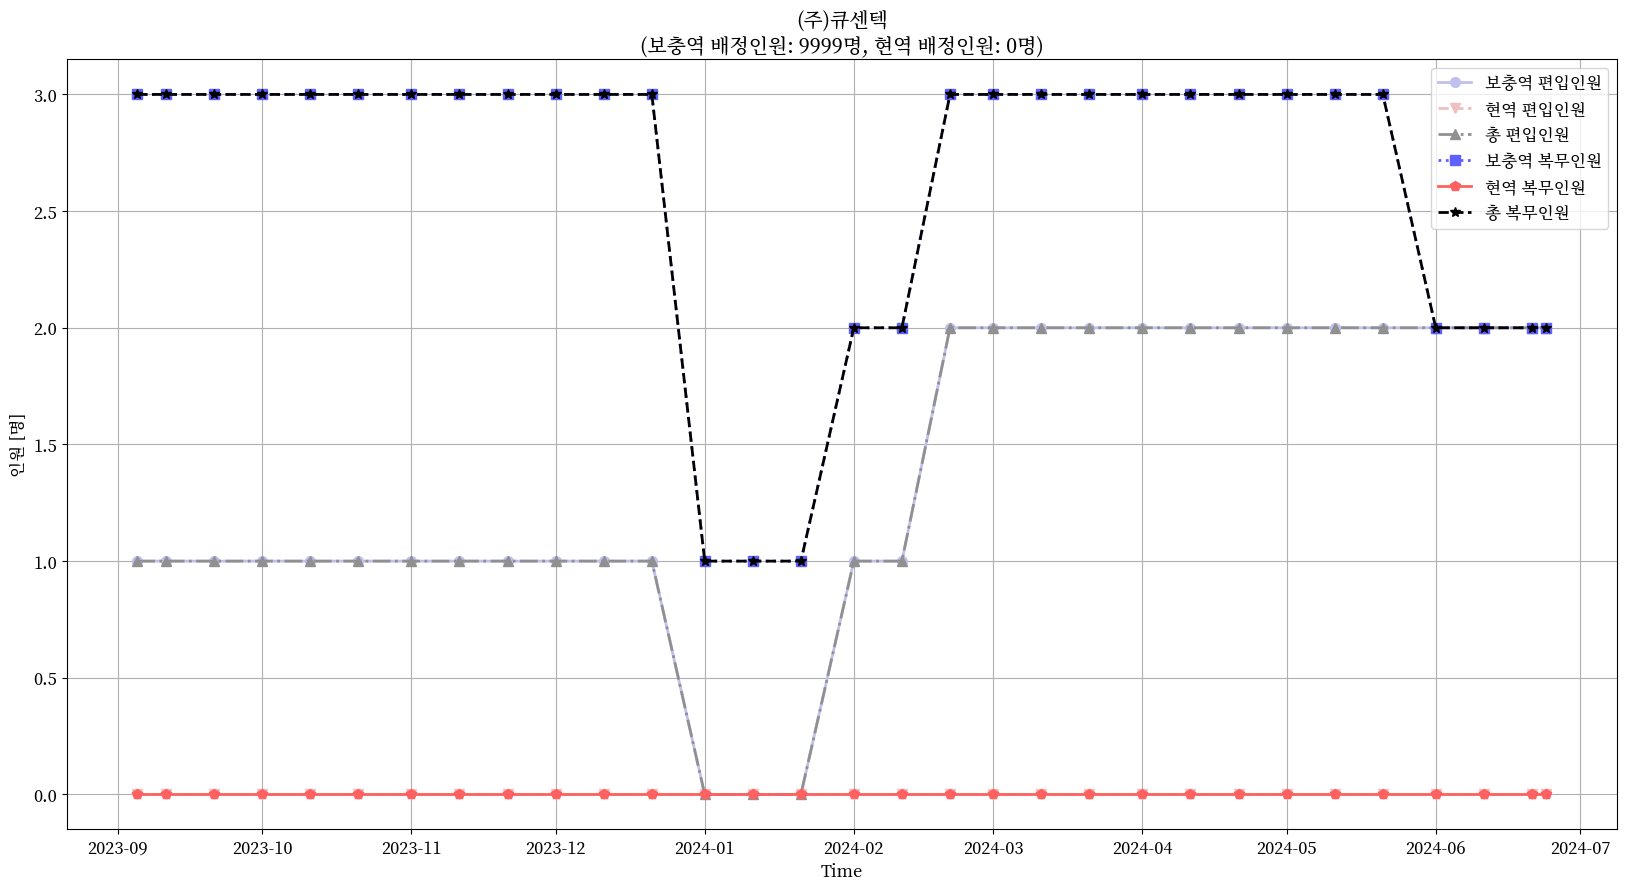 (주)큐센텍
(보충역 배정인원: 9999명, 현역 배정인원: 0명)
보충역 편입인원
현역 편입인원
총 편입인원
보충역 복무인원
현역 복무인원
총 복무인원
인원 [명]
3.0
2.5
2.0
1.5
1.0
0.5
0.0
2023-09 2023-10 2023-11 2023-12 2024-01 2024-02 2024-03 2024-04 2024-05 2024-06 2024-07
Time